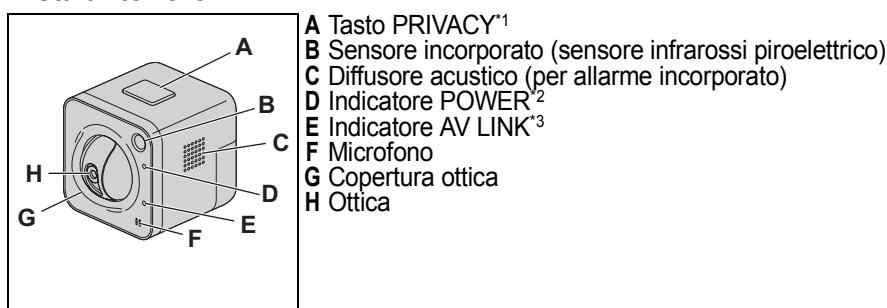 A Tasto PRIVACY*1
B Sensore incorporato (sensore infrarossi piroelettrico)
C Diffusore acustico (per allarme incorporato)
D Indicatore POWER*2
E Indicatore AV LINK*3
F Microfono
G Copertura ottica
H Ottica
A
B
C
D
E
F
G
H